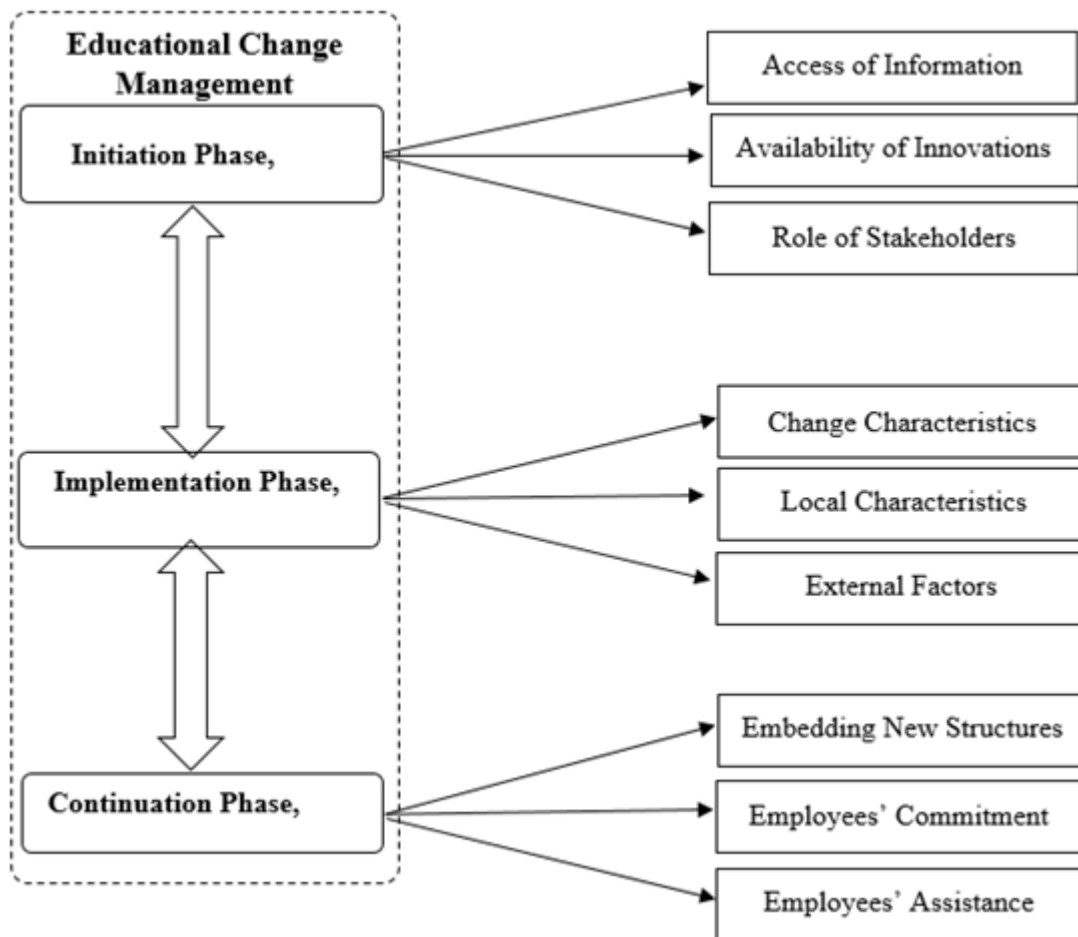 Educational Change
Management
Initiation Phase,
Access of Information
Availability of Innovations
Role of Stakeholders
Implementation Phase,
Change Characteristics
Local Characteristics
External Factors
Continuation Phase,
Embedding New Structures
Employees’ Commitment
Employees’ Assistance